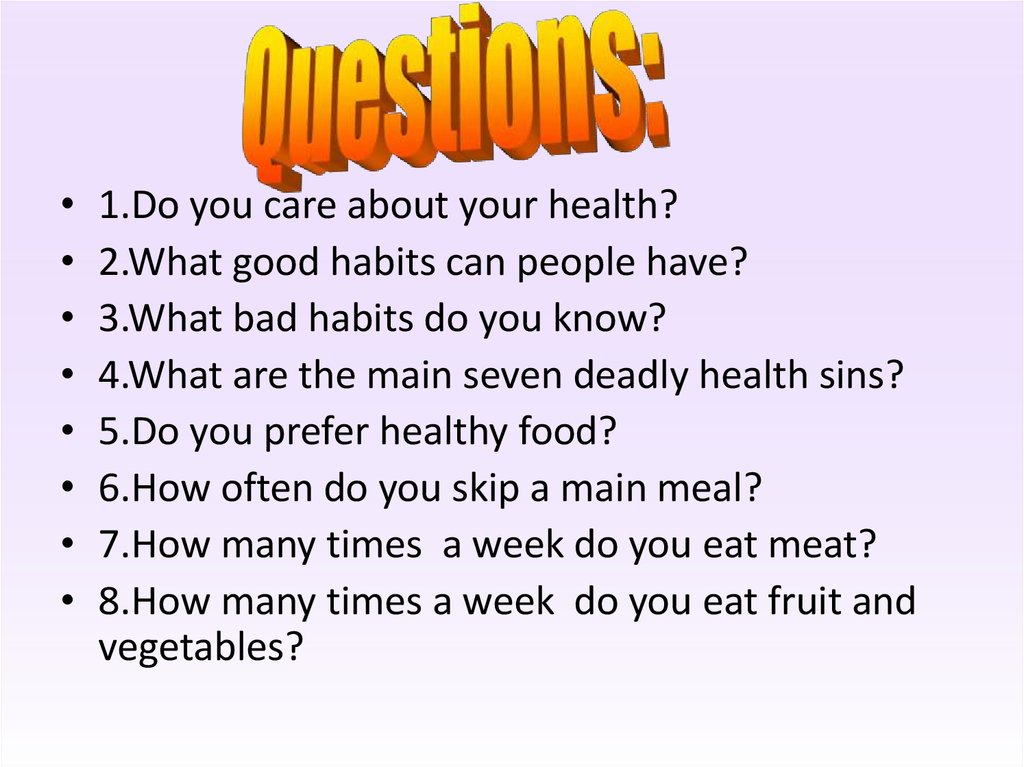 Questions:
• 1.Do you care about your health?
• 2.What good habits can people have?
• 3.What bad habits do you know?
• 4.What are the main seven deadly health sins?
• 5.Do you prefer healthy food?
• 6.How often do you skip a main meal?
• 7.How many times  a week do you eat meat?
• 8.How many times a week  do you eat fruit and
vegetables?